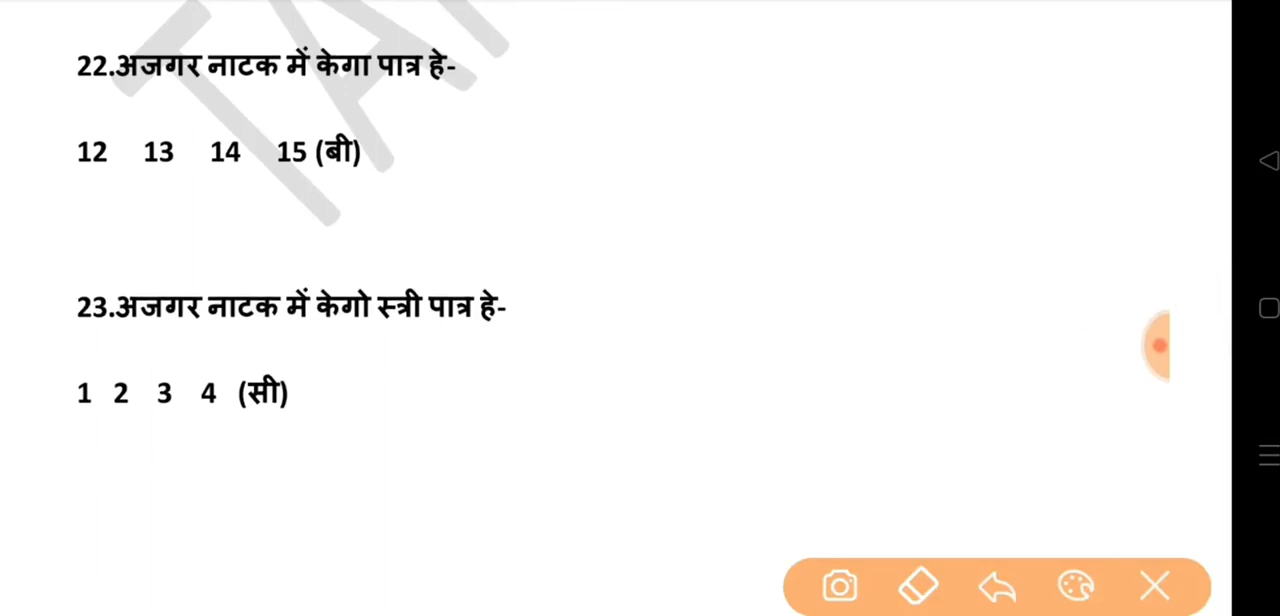 22.अजगर नाटक में केगा पात्र हे-
12 13 14 15 (बी)
23.अजगर नाटक में केगो स्त्री पात्र हे-
1 2 3 4 (सी)